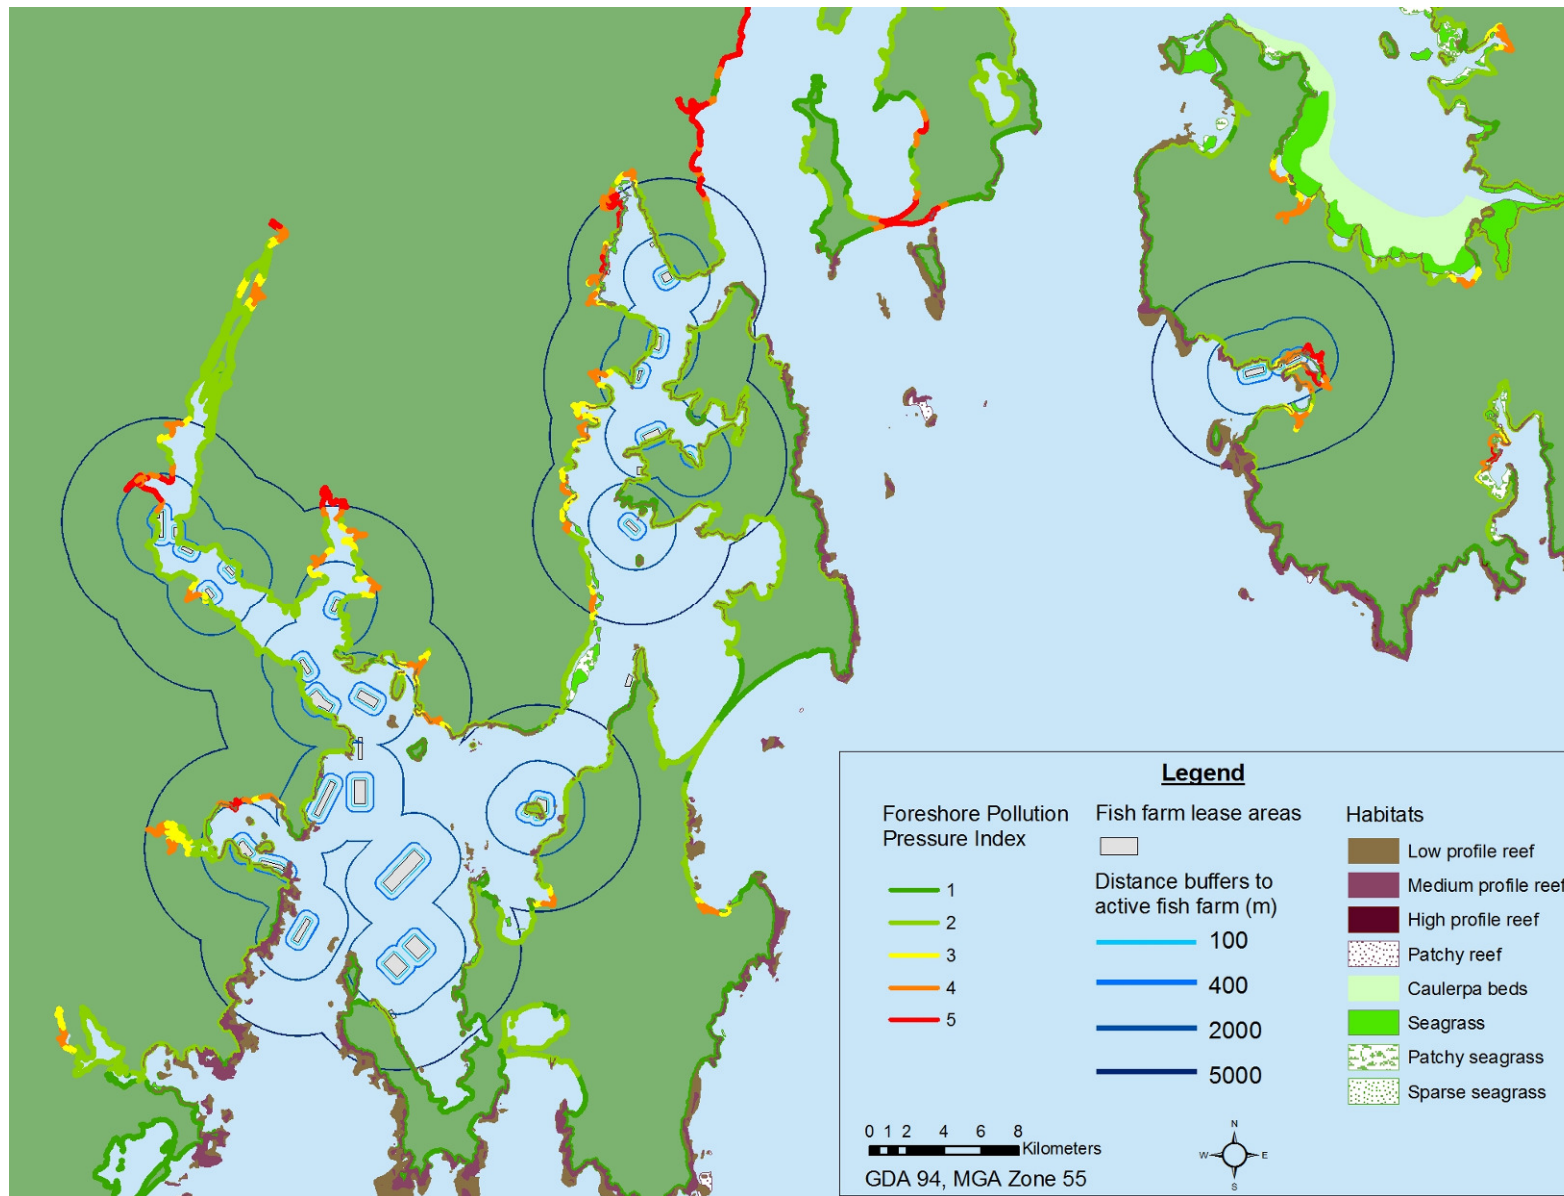 Legend
Foreshore Pollution
Pressure Index
1
2
3
4
5
Fish farm lease areas
Distance buffers to
active fish farm (m)
100
400
2000
5000
Habitats
Low profile reef
Medium profile reef
High profile reef
Patchy reef
Caulerpa beds
Seagrass
Patchy seagrass
Sparse seagrass
0 1 2 4 6 8
Kilometers
GDA 94, MGA Zone 55
N
W E
S